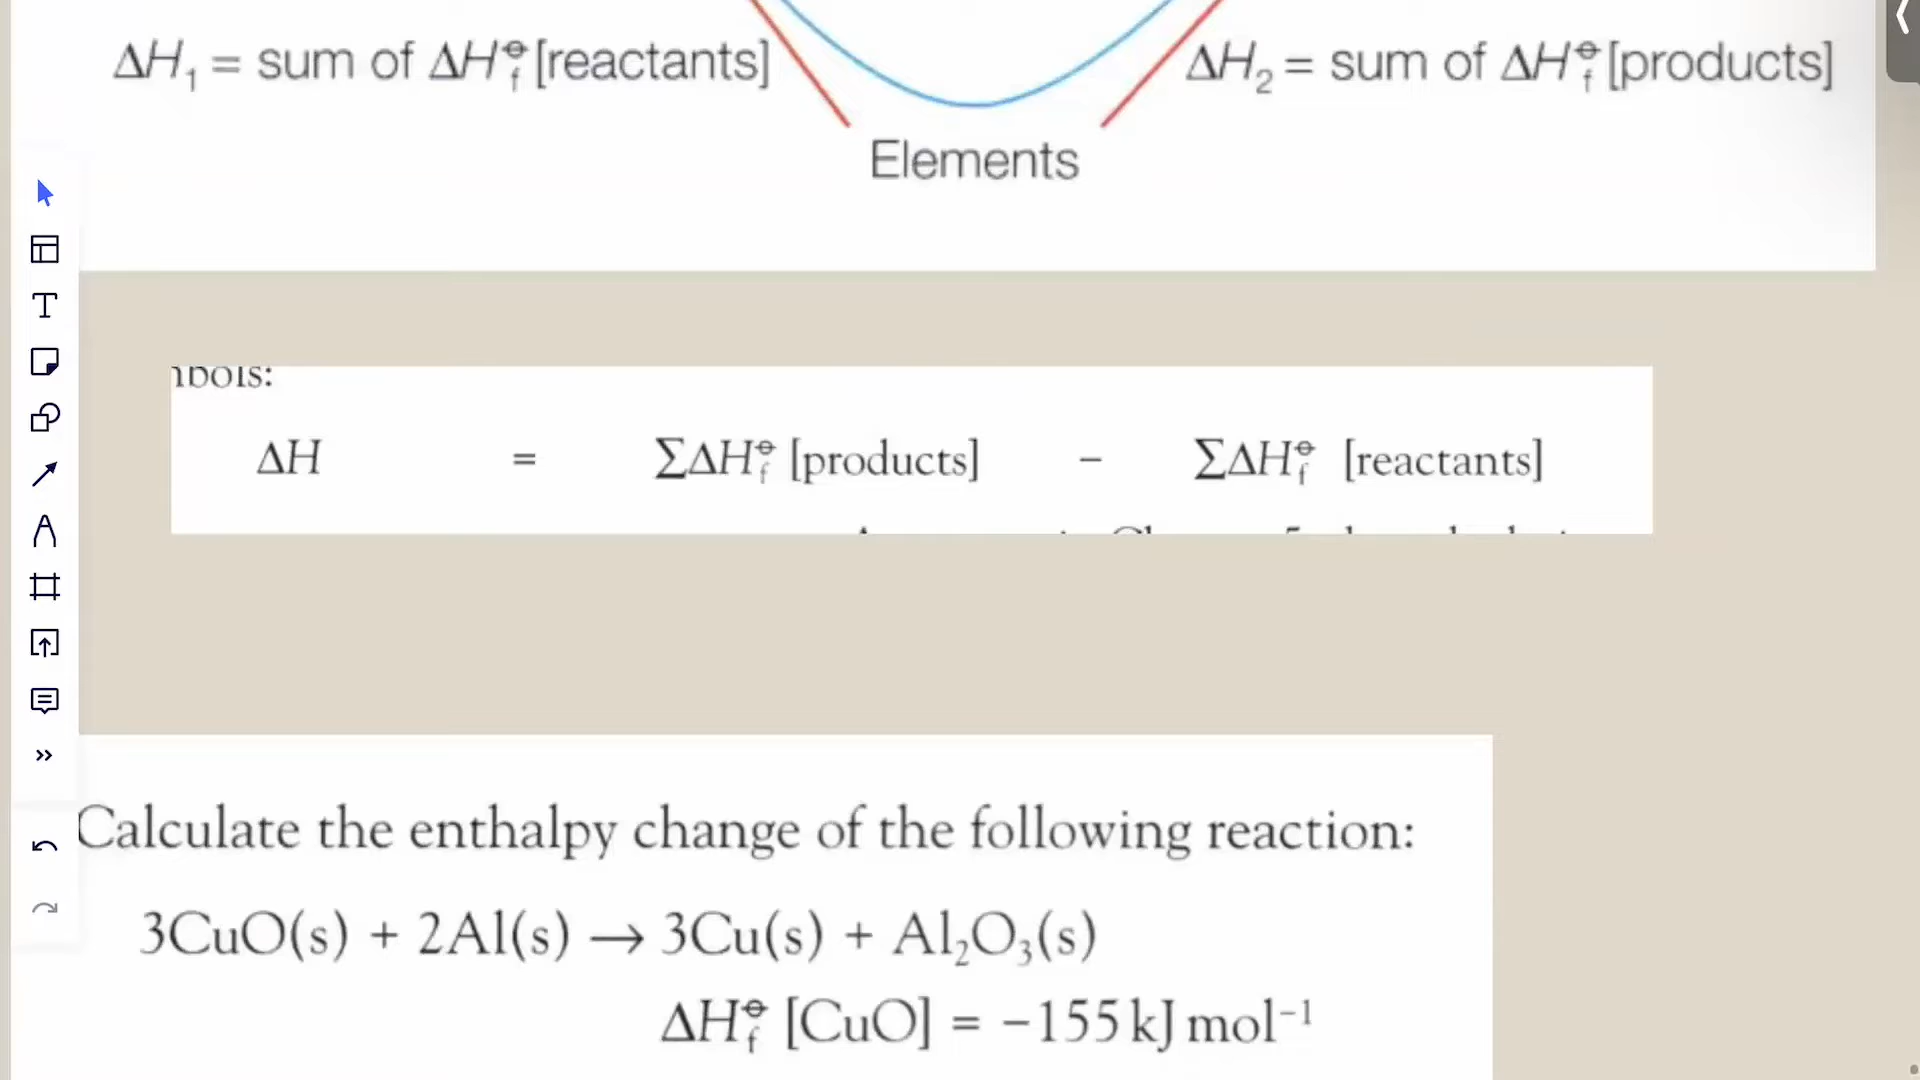 ΔH₁ = sum of ΔH⦵f [reactants]
ΔH₂ = sum of ΔH⦵f [products]
Elements
ΔH = ΣΔH⦵f [products] − ΣΔH⦵f [reactants]
Calculate the enthalpy change of the following reaction:
3CuO(s) + 2Al(s) → 3Cu(s) + Al₂O₃(s)
ΔH⦵f [CuO] = −155 kJ mol⁻¹